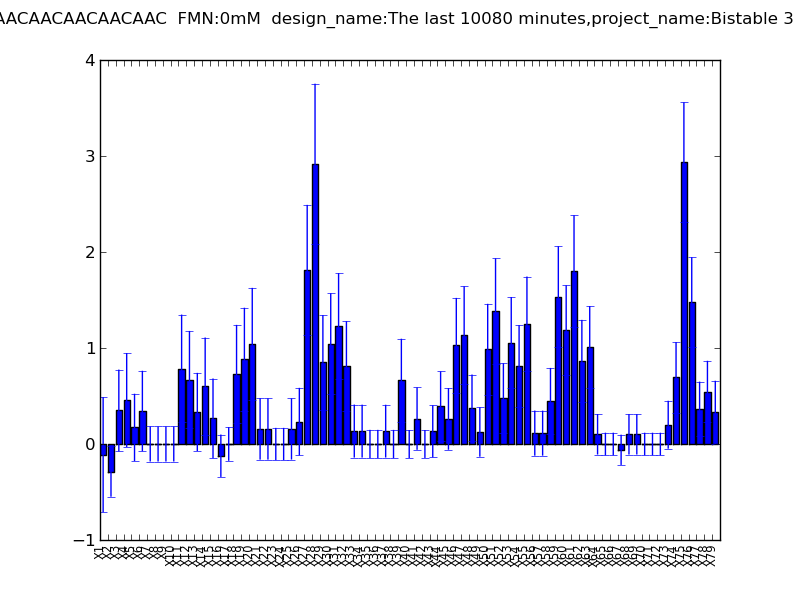 AACAACAACAACAAC FMN:0mM design_name:The last 10080 minutes,project_name:Bistable 3
4
3
2
1
0
−1
X1
X2
X3
X4
X5
X6
X7
X8
X9
X10
X11
X12
X13
X14
X15
X16
X17
X18
X19
X20
X21
X22
X23
X24
X25
X26
X27
X28
X29
X30
X31
X32
X33
X34
X35
X36
X37
X38
X39
X40
X41
X42
X43
X44
X45
X46
X47
X48
X49
X50
X51
X52
X53
X54
X55
X56
X57
X58
X59
X60
X61
X62
X63
X64
X65
X66
X67
X68
X69
X70
X71
X72
X73
X74
X75
X76
X77
X78
X79